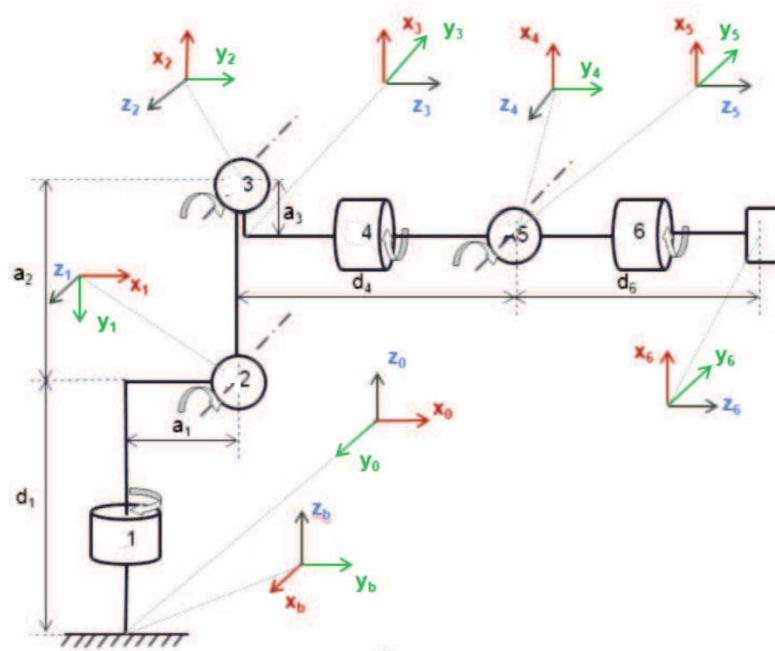 x₂ y₂ z₂
x₃ y₃ z₃
x₄ y₄ z₄
x₅ y₅ z₅
3
a₃
4
5
6
a₂
z₁ x₁ y₁
d₄
d₆
2
z₀ x₀ y₀
x₆ y₆ z₆
a₁
d₁
1
z_b y_b x_b